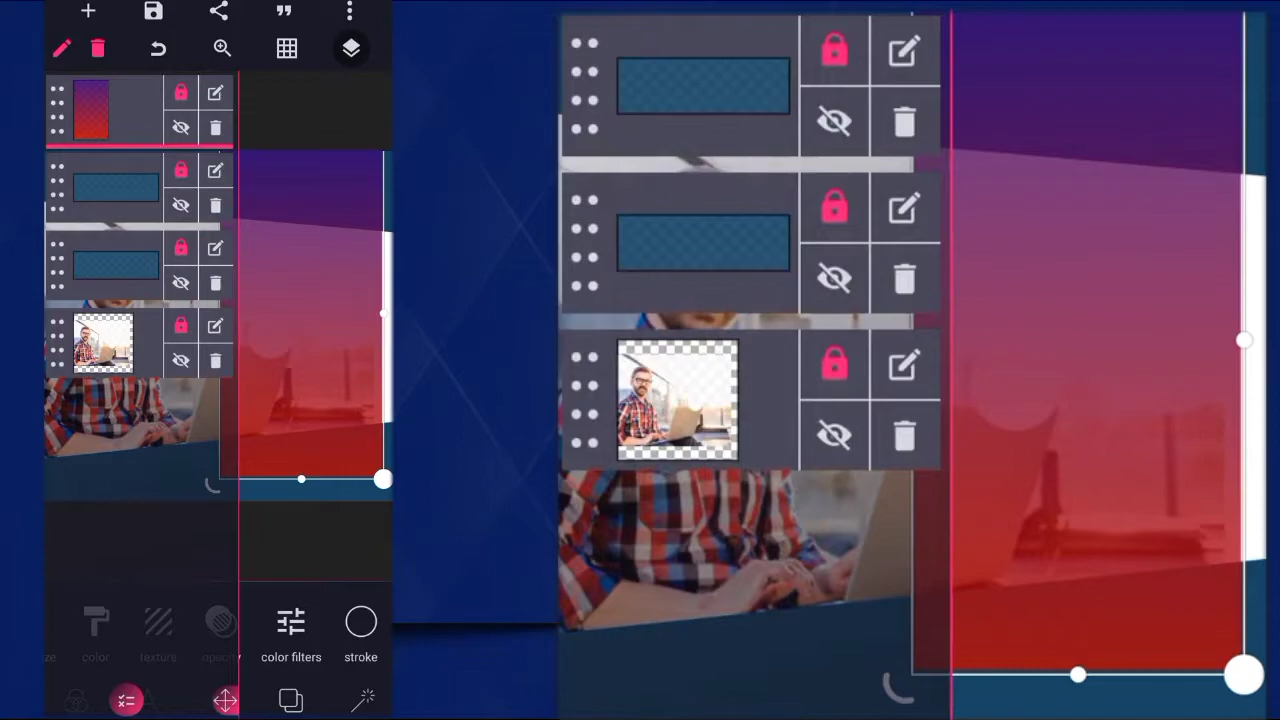 color
texture
opacity
color filters
stroke